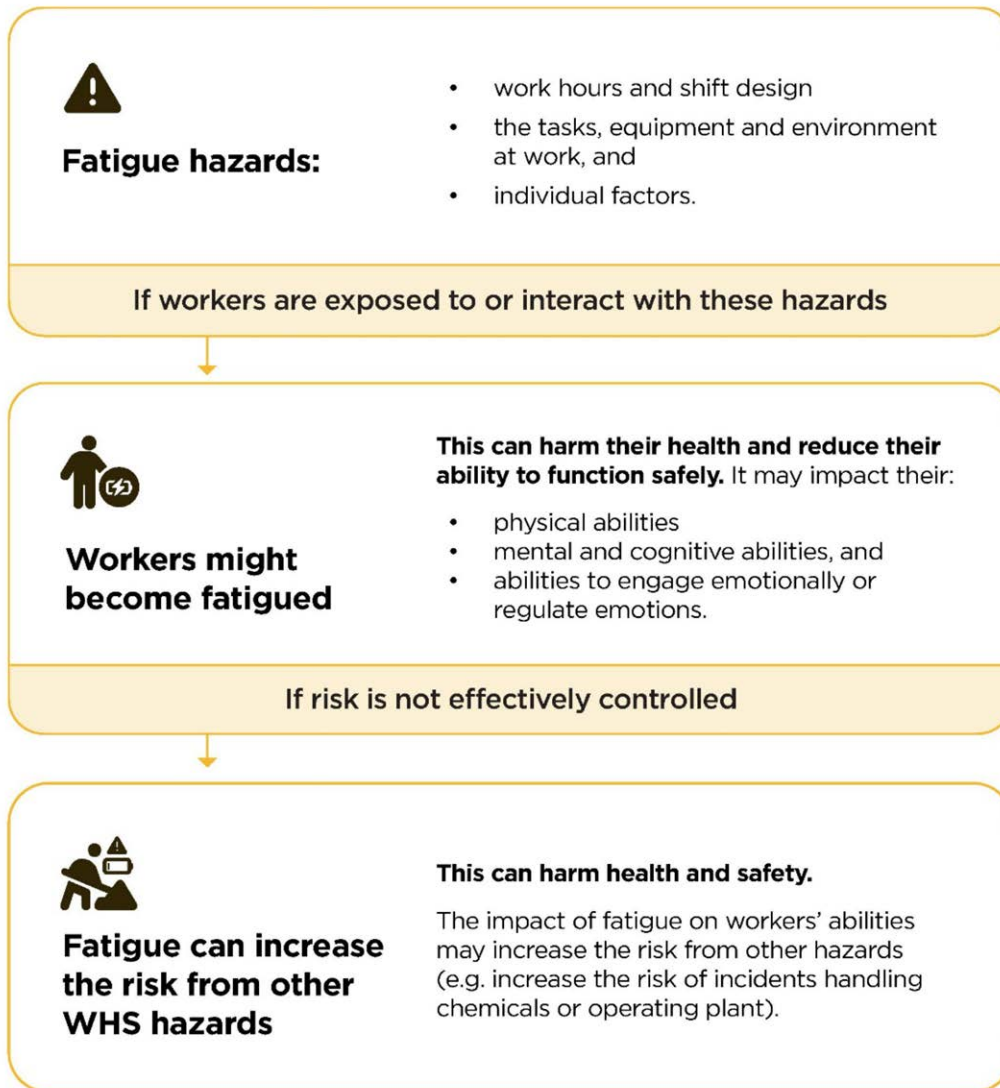 Fatigue hazards:
• work hours and shift design
• the tasks, equipment and environment
at work, and
• individual factors.
If workers are exposed to or interact with these hazards
Workers might
become fatigued
This can harm their health and reduce their
ability to function safely. It may impact their:
• physical abilities
• mental and cognitive abilities, and
• abilities to engage emotionally or
regulate emotions.
If risk is not effectively controlled
Fatigue can increase
the risk from other
WHS hazards
This can harm health and safety.
The impact of fatigue on workers’ abilities
may increase the risk from other hazards
(e.g. increase the risk of incidents handling
chemicals or operating plant).